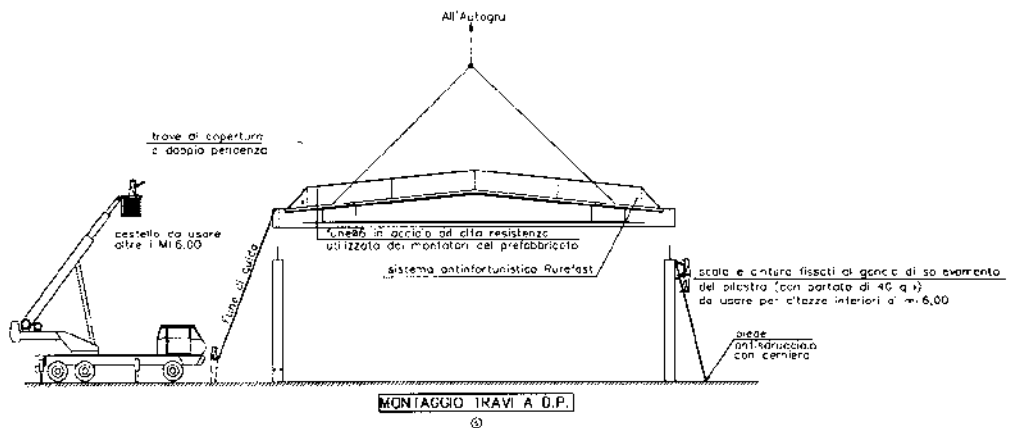 All'Autogru
trave di copertura
a doppia pendenza
cestello da usare
oltre i Ml 6,00
fune di guida
funeaa in acciaio ad alta resistenza
utilizzata dai montatori del prefabbricato
sistema antinfortunistico Rurefast
scala e cintura fissati al gancio di sollevamento
del pilastro (con portata di 40 q.li)
da usare per altezze inferiori ai ml 6,00
piede
antisdrucciolo
con cerniera
MONTAGGIO TRAVI A D.P.